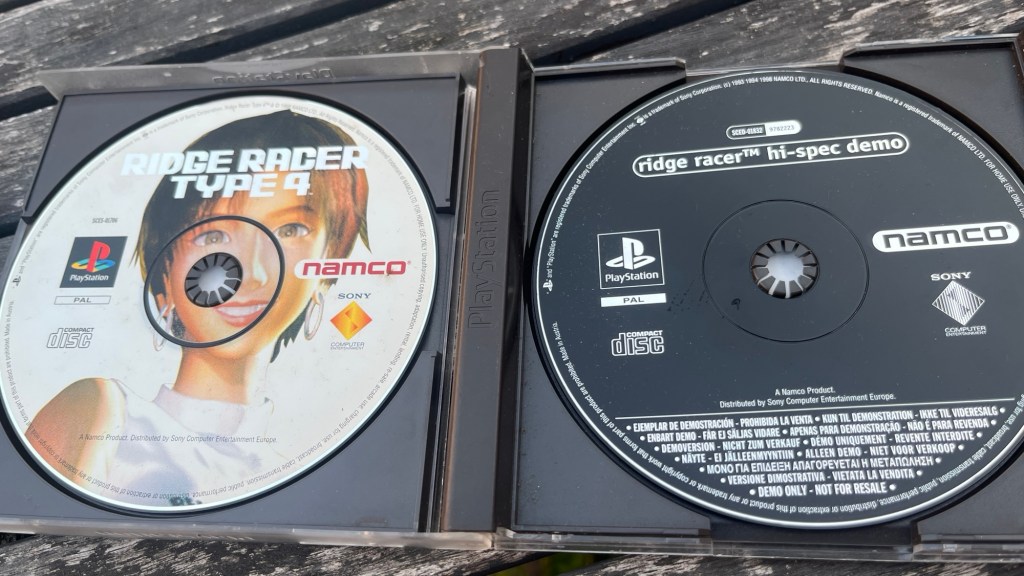 RIDGE RACER
TYPE 4
PlayStation
PAL
COMPACT
disc
namco
SONY
COMPUTER
ENTERTAINMENT
A Namco Product. Distributed by Sony Computer Entertainment Europe.
PlayStation
SCED-01832 0702223
ridge racer™ hi-spec demo
PlayStation
PAL
COMPACT
disc
namco
SONY
COMPUTER
ENTERTAINMENT
A Namco Product.
Distributed by Sony Computer Entertainment Europe.
EJEMPLAR DE DEMOSTRACIÓN - PROHIBIDA LA VENTA • KUN TIL DEMONSTRATION - IKKE TIL VIDERESALG •
ENBART DEMO - FÅR EJ SÄLJAS VIDARE • APENAS PARA DEMONSTRAÇÃO - NÃO É PARA REVENDA •
DEMOVERSION - NICHT ZUM VERKAUF • DÉMO UNIQUEMENT - REVENTE INTERDITE •
NÄYTE - EI JÄLLEENMYYNTIIN • ALLEEN DEMO - NIET VOOR VERKOOP •
ΜΟΝΟ ΓΙΑ ΕΠΙΔΕΙΞΗ ΑΠΑΓΟΡΕΥΕΤΑΙ Η ΜΕΤΑΠΩΛΗΣΗ •
VERSIONE DIMOSTRATIVA - VIETATA LA VENDITA •
• DEMO ONLY - NOT FOR RESALE •